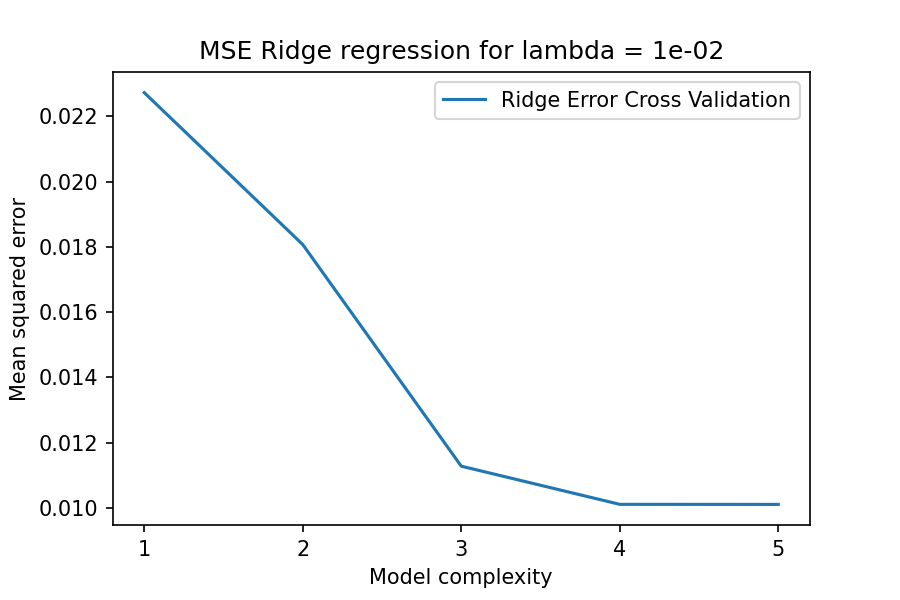 MSE Ridge regression for lambda = 1e-02
Ridge Error Cross Validation
Mean squared error
0.022
0.020
0.018
0.016
0.014
0.012
0.010
1 2 3 4 5
Model complexity